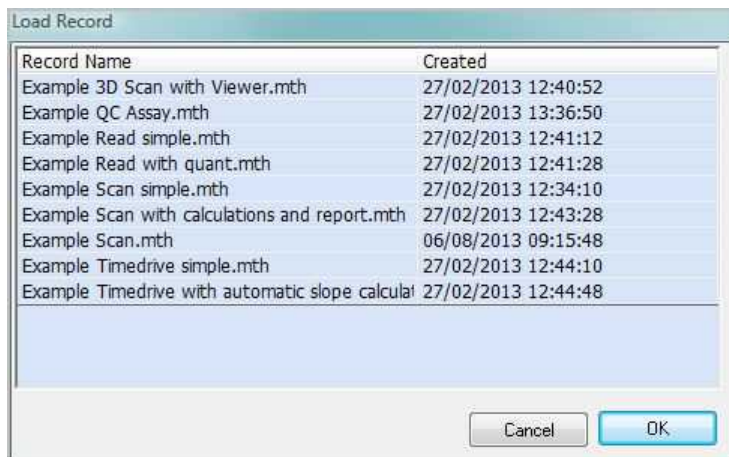 Load Record
Record Name Created
Example 3D Scan with Viewer.mth 27/02/2013 12:40:52
Example QC Assay.mth 27/02/2013 13:36:50
Example Read simple.mth 27/02/2013 12:41:12
Example Read with quant.mth 27/02/2013 12:41:28
Example Scan simple.mth 27/02/2013 12:34:10
Example Scan with calculations and report.mth 27/02/2013 12:43:28
Example Scan.mth 06/08/2013 09:15:48
Example Timedrive simple.mth 27/02/2013 12:44:10
Example Timedrive with automatic slope calculat 27/02/2013 12:44:48
Cancel OK